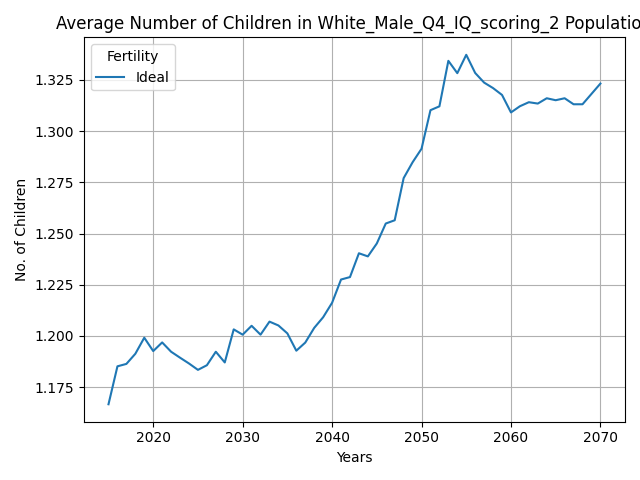 Average Number of Children in White_Male_Q4_IQ_scoring_2 Populatio
Fertility
Ideal
No. of Children
1.325
1.300
1.275
1.250
1.225
1.200
1.175
2020 2030 2040 2050 2060 2070
Years